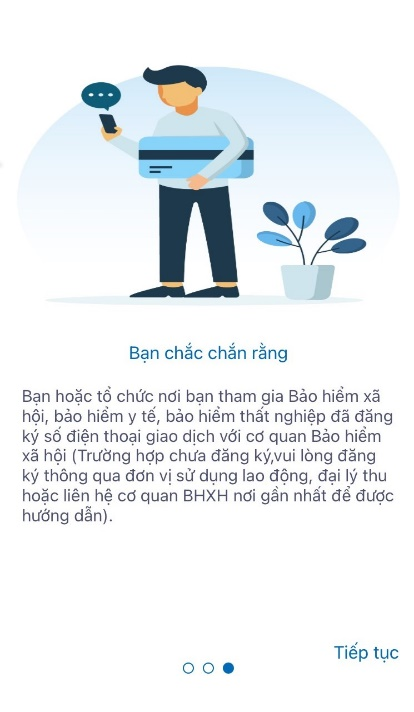 Bạn chắc chắn rằng
Bạn hoặc tổ chức nơi bạn tham gia Bảo hiểm xã
hội, bảo hiểm y tế, bảo hiểm thất nghiệp đã đăng
ký số điện thoại giao dịch với cơ quan Bảo hiểm
xã hội (Trường hợp chưa đăng ký,vui lòng đăng
ký thông qua đơn vị sử dụng lao động, đại lý thu
hoặc liên hệ cơ quan BHXH nơi gần nhất để được
hướng dẫn).
Tiếp tục